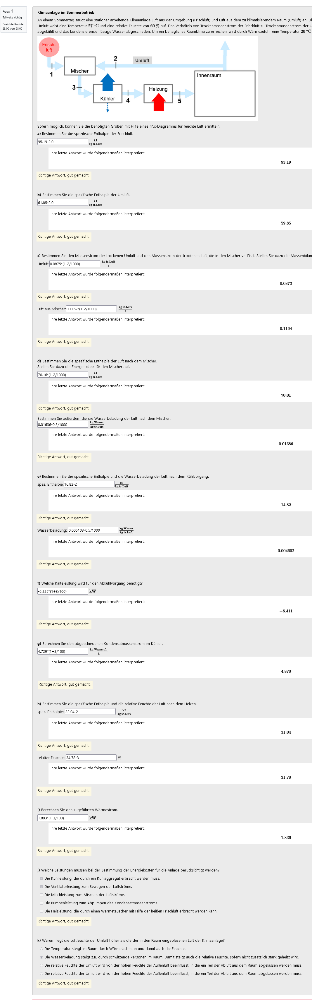 Frage 1
Teilweise richtig
Erreichte Punkte
23,00 von 28,00
Klimaanlage im Sommerbetrieb
An einem Sommertag saugt eine stationär arbeitende Klimaanlage Luft aus der Umgebung (Frischluft) und Luft aus dem zu klimatisierendem Raum (Umluft) an. Di
Umluft weist eine Temperatur 27 °C und eine relative Feuchte von 60 % auf. Das Verhältnis von Trockenmassenstrom der Frischluft zu Trockenmassenstrom der U
abgekühlt und das kondensierende flüssige Wasser abgeschieden. Um ein behagliches Raumklima zu erreichen, wird durch Wärmezufuhr eine Temperatur 20 °C
Frisch-
luft
1
Mischer
2
Umluft
3
Kühler
4
Heizung
5
Innenraum
Sofern möglich, können Sie die benötigten Größen mit Hilfe eines h*,x-Diagramms für feuchte Luft ermitteln.
a) Bestimmen Sie die spezifische Enthalpie der Frischluft.
95.19-2.0 kJ / kg tr.Luft
Ihre letzte Antwort wurde folgendermaßen interpretiert:
93.19
Richtige Antwort, gut gemacht!
b) Bestimmen Sie die spezifische Enthalpie der Umluft.
61.85-2.0 kJ / kg tr.Luft
Ihre letzte Antwort wurde folgendermaßen interpretiert:
59.85
Richtige Antwort, gut gemacht!
c) Bestimmen Sie den Massenstrom der trockenen Umluft und den Massenstrom der trockenen Luft, die in den Mischer verlässt. Stellen Sie dazu die Massenbilan
Umluft: 0.0875*(1-2/1000) kg tr.Luft / s
Ihre letzte Antwort wurde folgendermaßen interpretiert:
0.0873
Richtige Antwort, gut gemacht!
Luft aus Mischer: 0.1167*(1-2/1000) kg tr.Luft / s
Ihre letzte Antwort wurde folgendermaßen interpretiert:
0.1164
Richtige Antwort, gut gemacht!
d) Bestimmen Sie die spezifische Enthalpie der Luft nach dem Mischer.
Stellen Sie dazu die Energiebilanz für den Mischer auf.
70.16*(1-2/1000) kJ / kg tr.Luft
Ihre letzte Antwort wurde folgendermaßen interpretiert:
70.01
Richtige Antwort, gut gemacht!
Bestimmen Sie außerdem die die Wasserbeladung der Luft nach dem Mischer.
0.01636-0.5/1000 kg Wasser / kg tr.Luft
Ihre letzte Antwort wurde folgendermaßen interpretiert:
0.01586
Richtige Antwort, gut gemacht!
e) Bestimmen Sie die spezifische Enthalpie und die Wasserbeladung der Luft nach dem Kühlvorgang.
spez. Enthalpie: 16.82-2 kJ / kg tr.Luft
Ihre letzte Antwort wurde folgendermaßen interpretiert:
14.82
Richtige Antwort, gut gemacht!
Wasserbeladung: 0.005103-0.5/1000 kg Wasser / kg tr.Luft
Ihre letzte Antwort wurde folgendermaßen interpretiert:
0.004602
Richtige Antwort, gut gemacht!
f) Welche Kälteleistung wird für den Abkühlvorgang benötigt?
-6.225*(1+3/100) kW
Ihre letzte Antwort wurde folgendermaßen interpretiert:
−6.411
Richtige Antwort, gut gemacht!
g) Berechnen Sie den abgeschiedenen Kondensatmassenstrom im Kühler.
4.729*(1+3/100) kg Wasser,fl. / h
Ihre letzte Antwort wurde folgendermaßen interpretiert:
4.870
Richtige Antwort, gut gemacht!
h) Bestimmen Sie die spezifische Enthalpie und die relative Feuchte der Luft nach dem Heizen.
spez. Enthalpie: 33.04-2 kJ / kg tr.Luft
Ihre letzte Antwort wurde folgendermaßen interpretiert:
31.04
Richtige Antwort, gut gemacht!
relative Feuchte: 34.78-3 %
Ihre letzte Antwort wurde folgendermaßen interpretiert:
31.78
Richtige Antwort, gut gemacht!
i) Berechnen Sie den zugeführten Wärmestrom.
1.893*(1-3/100) kW
Ihre letzte Antwort wurde folgendermaßen interpretiert:
1.836
Richtige Antwort, gut gemacht!
j) Welche Leistungen müssen bei der Bestimmung der Energiekosten für die Anlage berücksichtigt werden?
Die Kühlleistung, die durch ein Kühlaggregat erbracht werden muss.
Die Ventilatorleistung zum Bewegen der Luftströme.
Die Mischleistung zum Mischen der Luftströme.
Die Pumpenleistung zum Abpumpen des Kondensatmassenstroms.
Die Heizleistung, die durch einen Wärmetauscher mit Hilfe der heißen Frischluft erbracht werden kann.
Richtige Antwort, gut gemacht!
k) Warum liegt die Luftfeuchte der Umluft höher als die der in den Raum eingeblasenen Luft der Klimaanlage?
Die Temperatur steigt im Raum durch Wärmelasten an und damit auch die Feuchte.
Die Wasserbeladung steigt z.B. durch schwitzende Personen im Raum. Damit steigt auch die relative Feuchte, sofern nicht zusätzlich stark geheizt wird.
Die relative Feuchte der Umluft wird von der hohen Feuchte der Außenluft beeinflusst, in die ein Teil der Abluft aus dem Raum abgelassen werden muss.
Die relative Feuchte der Umluft wird von der hohen Feuchte der Außenluft beeinflusst, in die ein Teil der Abluft aus dem Raum abgelassen werden muss.
Richtige Antwort, gut gemacht!